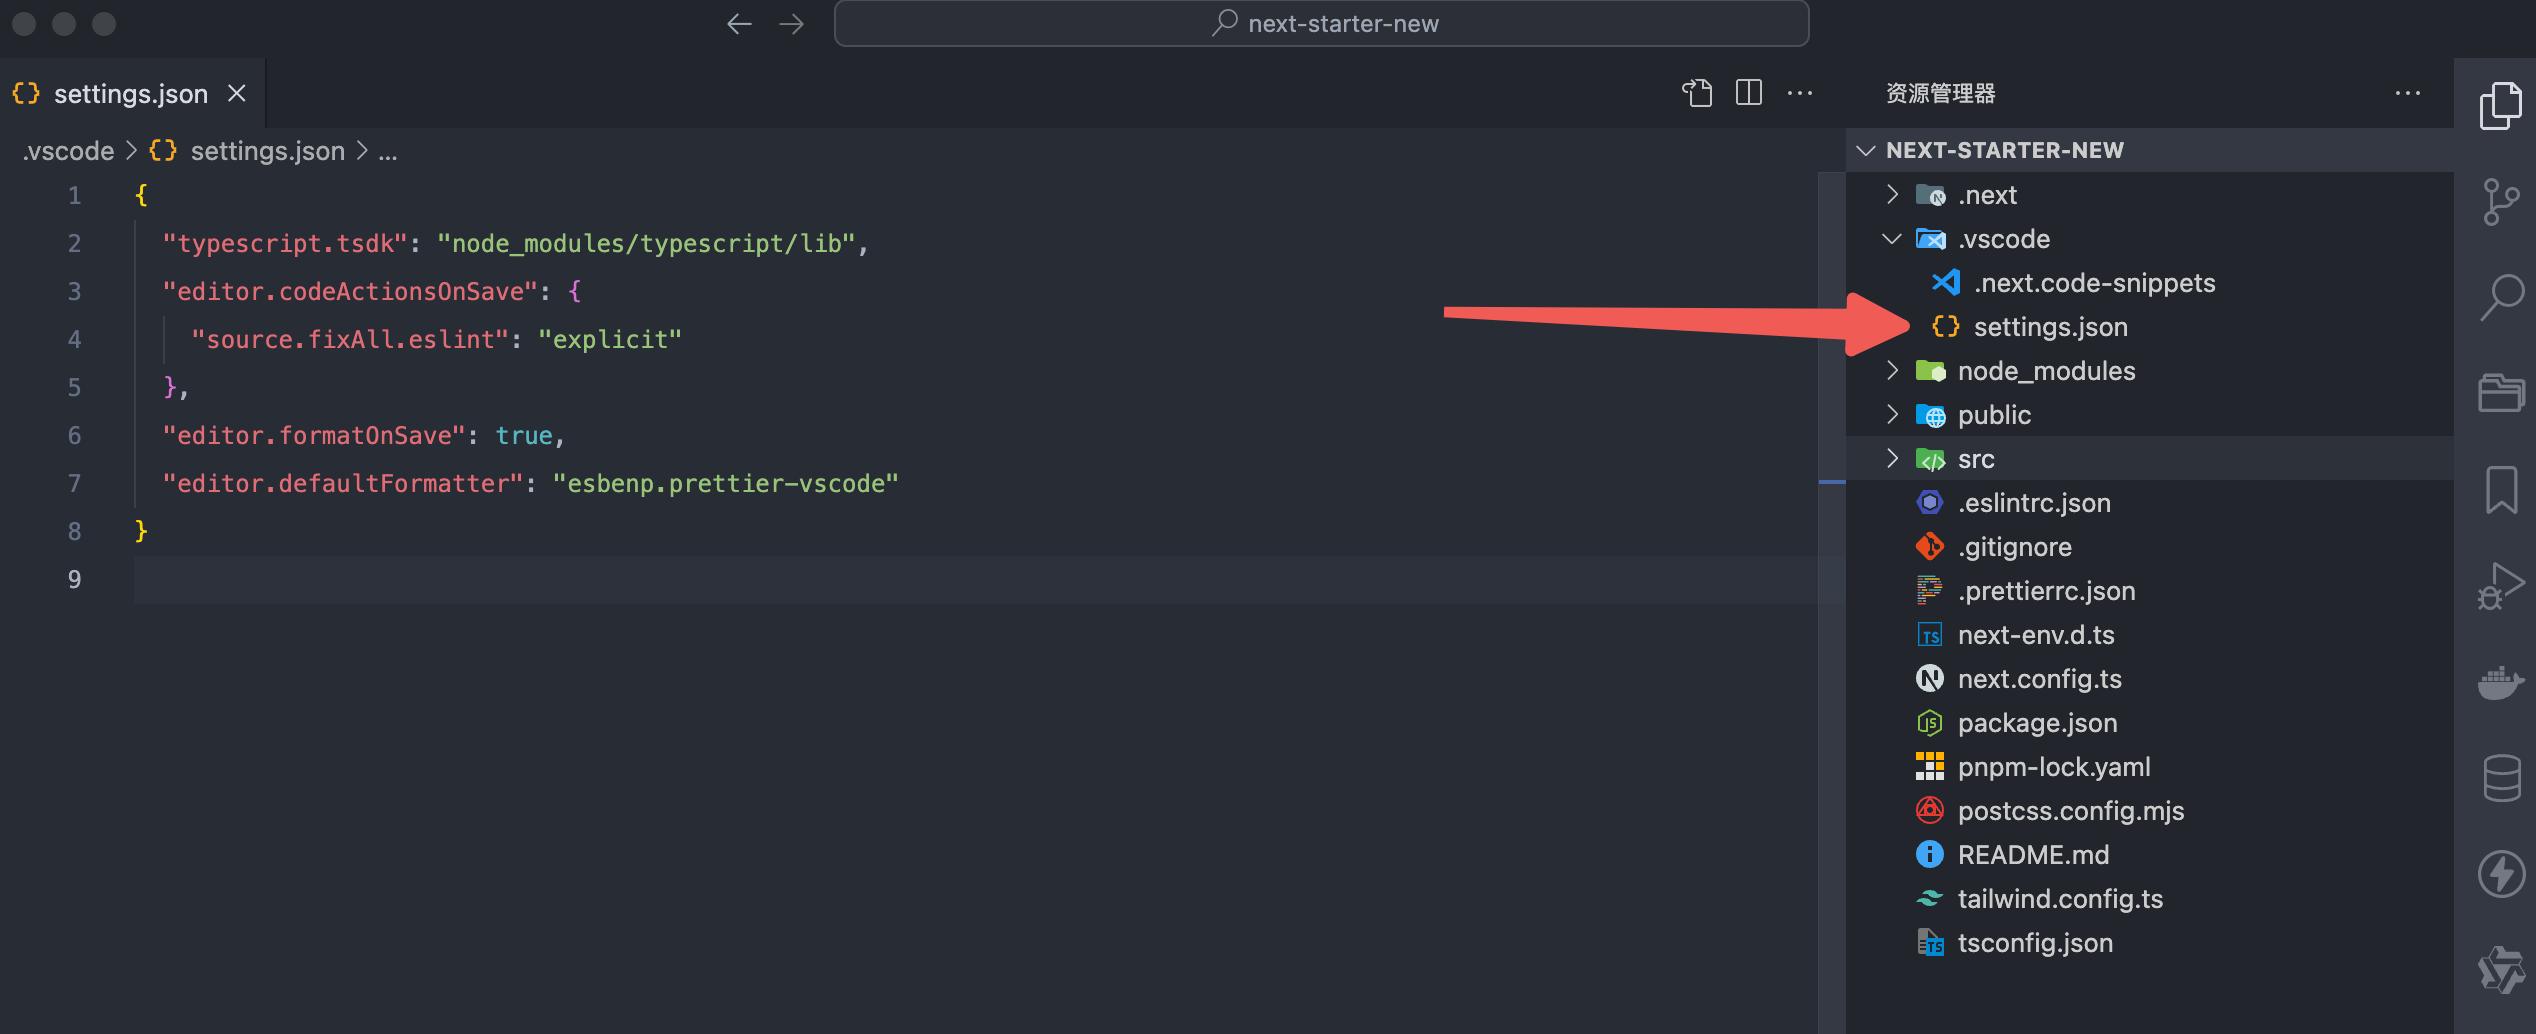 next-starter-new
settings.json
.vscode > settings.json > ...
1 {
2 "typescript.tsdk": "node_modules/typescript/lib",
3 "editor.codeActionsOnSave": {
4 "source.fixAll.eslint": "explicit"
5 },
6 "editor.formatOnSave": true,
7 "editor.defaultFormatter": "esbenp.prettier-vscode"
8 }
9
资源管理器
NEXT-STARTER-NEW
.next
.vscode
.next.code-snippets
settings.json
node_modules
public
src
.eslintrc.json
.gitignore
.prettierrc.json
next-env.d.ts
next.config.ts
package.json
pnpm-lock.yaml
postcss.config.mjs
README.md
tailwind.config.ts
tsconfig.json